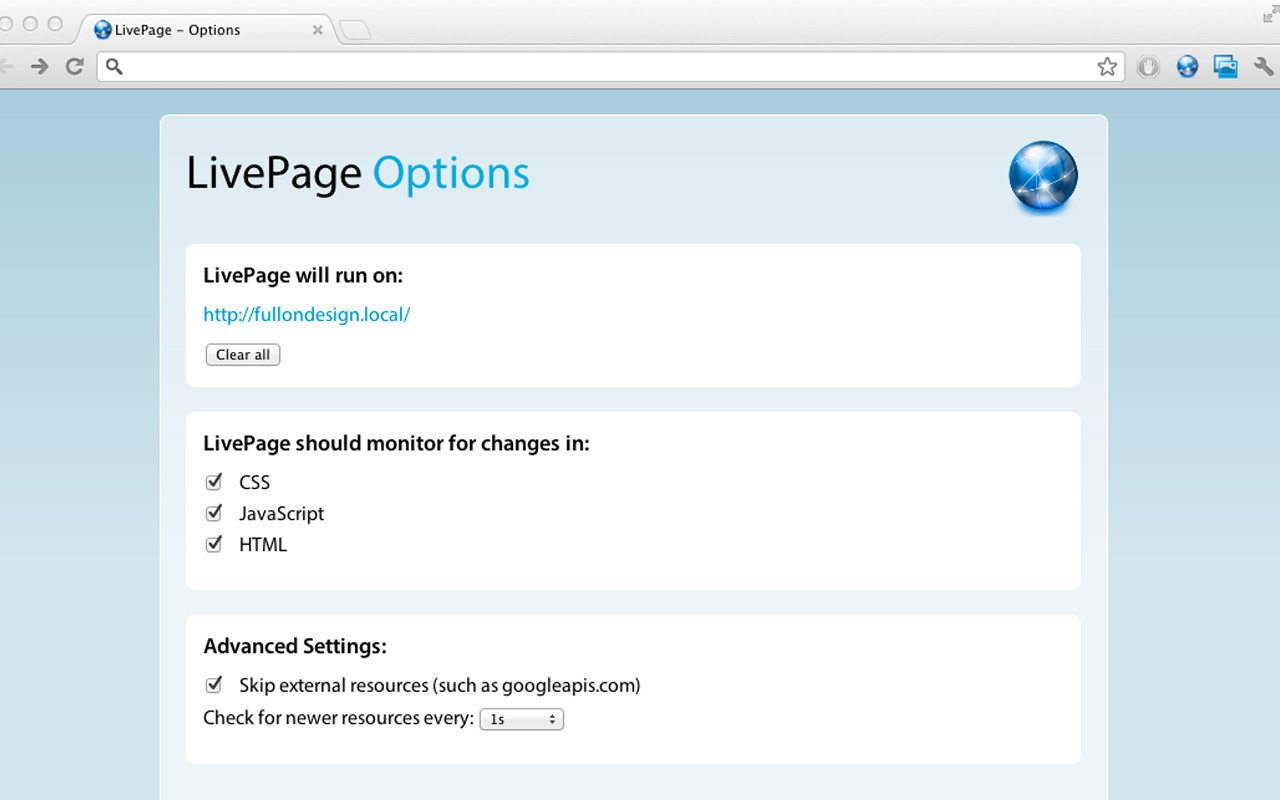 LivePage – Options
LivePage Options
LivePage will run on:
http://fullondesign.local/
Clear all
LivePage should monitor for changes in:
CSS
JavaScript
HTML
Advanced Settings:
Skip external resources (such as googleapis.com)
Check for newer resources every: 1s